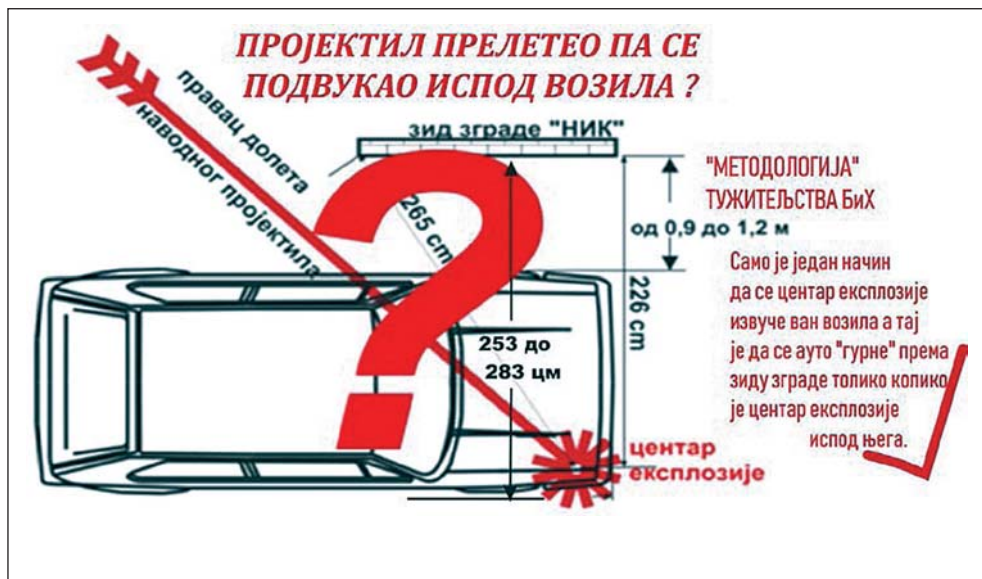 ПРОЈЕКТИЛ ПРЕЛЕТЕО ПА СЕ
ПОДВУКАО ИСПОД ВОЗИЛА ?
правац долета
наводног пројектила
зид зграде "НИК"
265 cm
226 cm
од 0,9 до 1,2 м
253 до
283 цм
центар
експлозије
"МЕТОДОЛОГИЈА"
ТУЖИТЕЉСТВА БиХ
Само је један начин
да се центар експлозије
извуче ван возила а тај
је да се ауто "гурне" према
зиду зграде толико колико
је центар експлозије
испод њега.